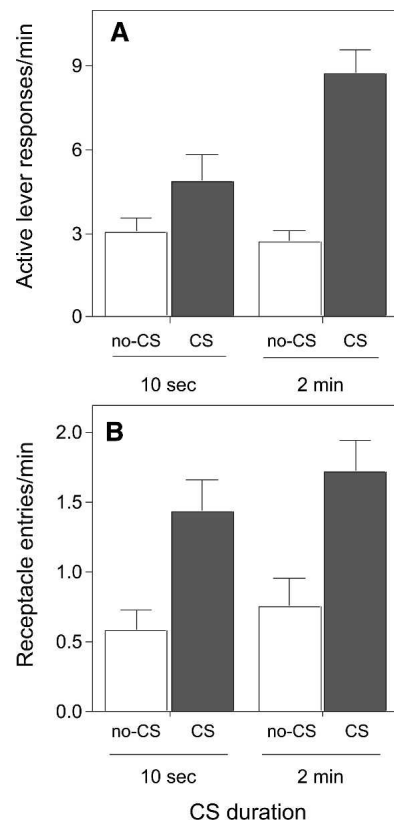 A
Active lever responses/min
9
6
3
0
no-CS CS no-CS CS
10 sec 2 min
B
Receptacle entries/min
2.0
1.5
1.0
0.5
0.0
no-CS CS no-CS CS
10 sec 2 min
CS duration